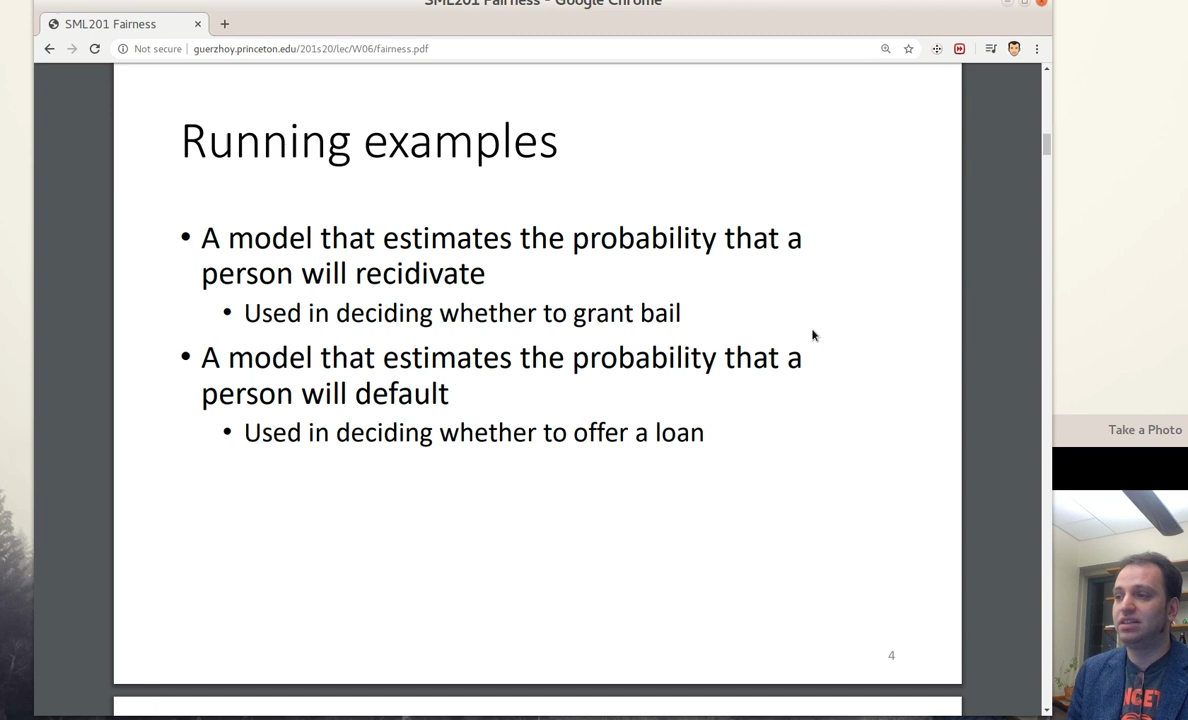 SML201 Fairness - Google Chrome
SML201 Fairness
Not secure
guerzhoy.princeton.edu/201s20/lec/W06/fairness.pdf
Running examples
• A model that estimates the probability that a
person will recidivate
• Used in deciding whether to grant bail
• A model that estimates the probability that a
person will default
• Used in deciding whether to offer a loan
4
Take a Photo